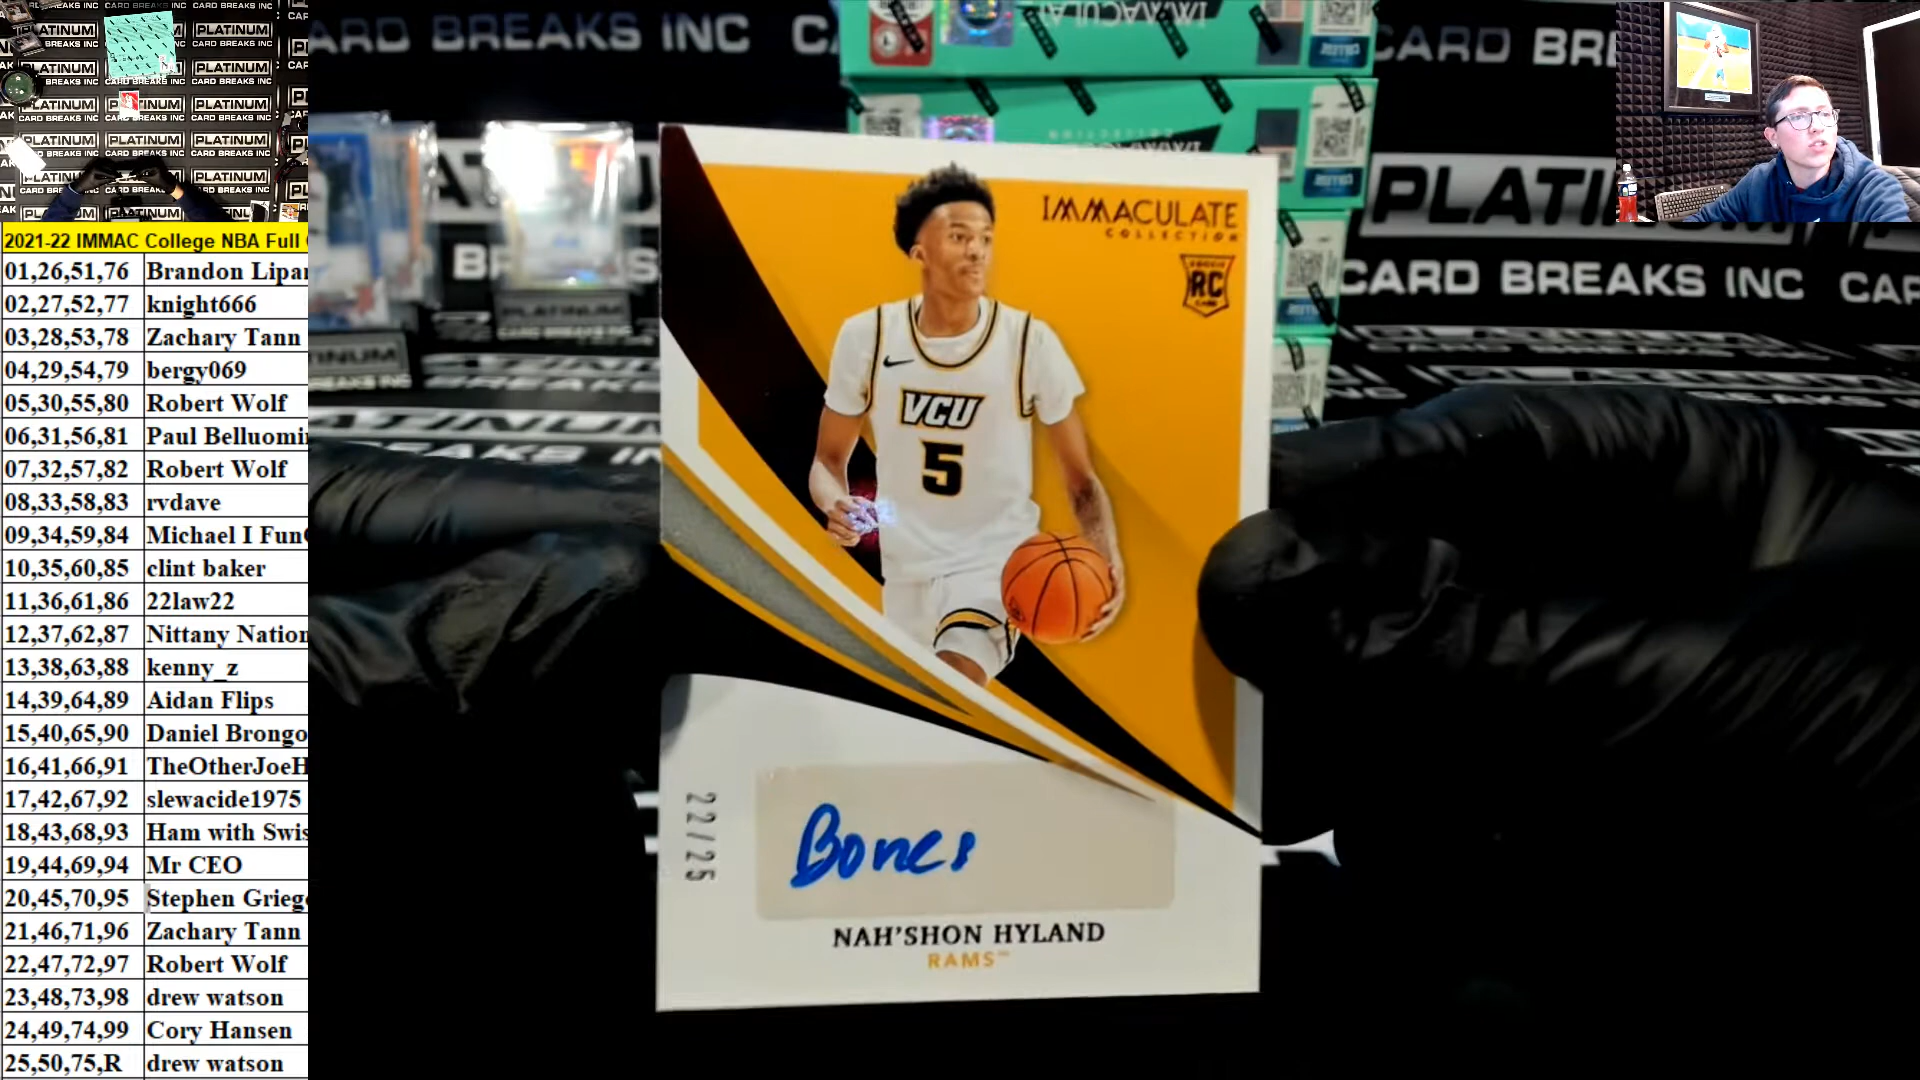 2021-22 IMMAC College NBA Full
01,26,51,76 Brandon Lipar
02,27,52,77 knight666
03,28,53,78 Zachary Tann
04,29,54,79 bergy069
05,30,55,80 Robert Wolf
06,31,56,81 Paul Belluomi
07,32,57,82 Robert Wolf
08,33,58,83 rvdave
09,34,59,84 Michael I Fun
10,35,60,85 clint baker
11,36,61,86 22law22
12,37,62,87 Nittany Nation
13,38,63,88 kenny_z
14,39,64,89 Aidan Flips
15,40,65,90 Daniel Brongo
16,41,66,91 TheOtherJoeH
17,42,67,92 slewacide1975
18,43,68,93 Ham with Swis
19,44,69,94 Mr CEO
20,45,70,95 Stephen Grieg
21,46,71,96 Zachary Tann
22,47,72,97 Robert Wolf
23,48,73,98 drew watson
24,49,74,99 Cory Hansen
25,50,75,R drew watson
IMMACULATE
COLLECTION
ROOKIE
RC
CARD
VCU
5
22/25
Bones
NAH'SHON HYLAND
RAMS™
CARD BREAKS INC
PLATINUM
CARD BREAKS INC